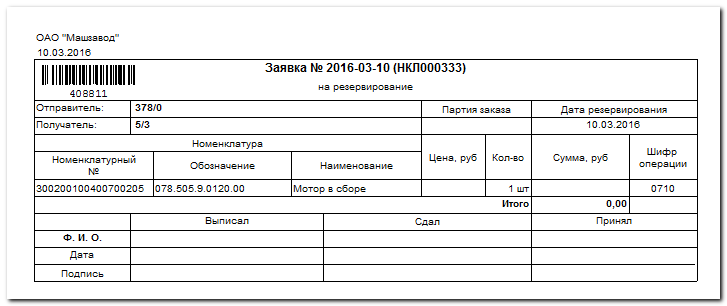 ОАО "Машзавод"
10.03.2016
Заявка № 2016-03-10 (НКЛ000333)
на резервирование
408811
Отправитель: 378/0 Партия заказа Дата резервирования
Получатель: 5/3 10.03.2016
Номенклатура Цена, руб Кол-во Сумма, руб Шифр операции
Номенклатурный № Обозначение Наименование
300200100400700205 078.505.9.0120.00 Мотор в сборе 1 шт 0710
Итого 0,00
Выписал Сдал Принял
Ф. И. О.
Дата
Подпись